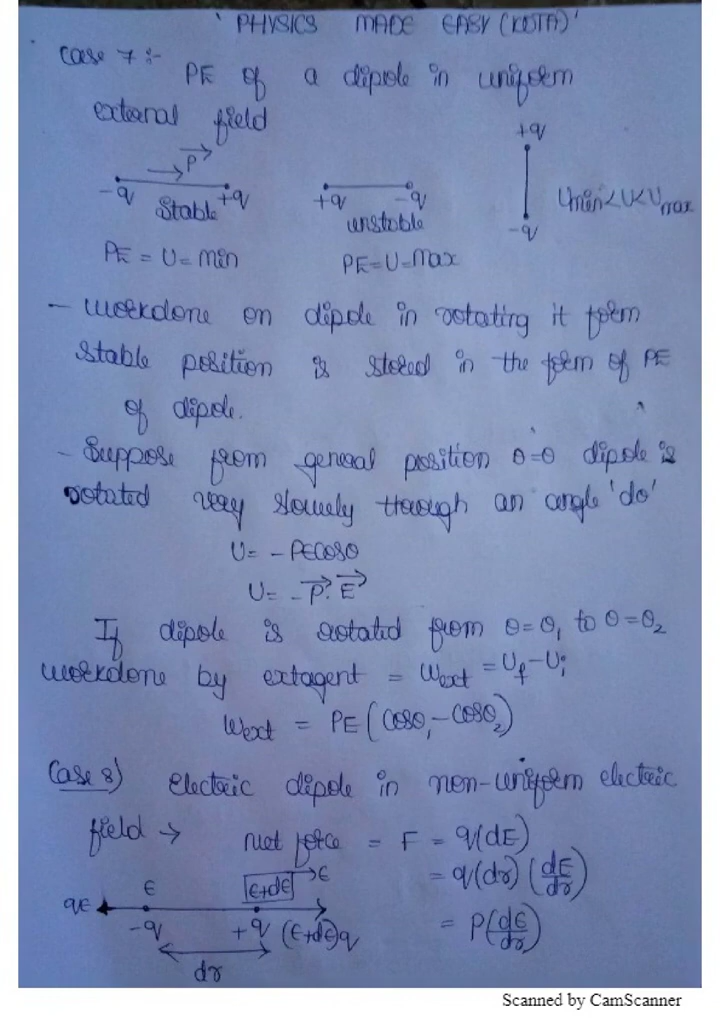 'PHYSICS MADE EASY (KOTA)'
Case 7 :-
PE of a dipole in uniform
external field
+q
→ P⃗
-q +q +q -q
Stable unstable Umin<U<Umax
-q
PE = U = min PE=U=Max
- workdone on dipole in rotating it form
stable position is stored in the form of PE
of dipole.
- Suppose from general position θ=θ dipole is
rotated very slowely through an angle 'dθ'
U = - PECOSθ
U = - P⃗. E⃗
If dipole is rotated from θ=θ₁ to θ=θ₂
workdone by extagent = Wext = Uf-Ui
Wext = PE(COSθ₁-COSθ₂)
Case 8) electric dipole in non-uniform electric
field → net force = F = q(dE)
E E+dE → E = q(dr) (dE/dr)
qE -q +q (E+dE)q = P(dE/dr)
dr
Scanned by CamScanner